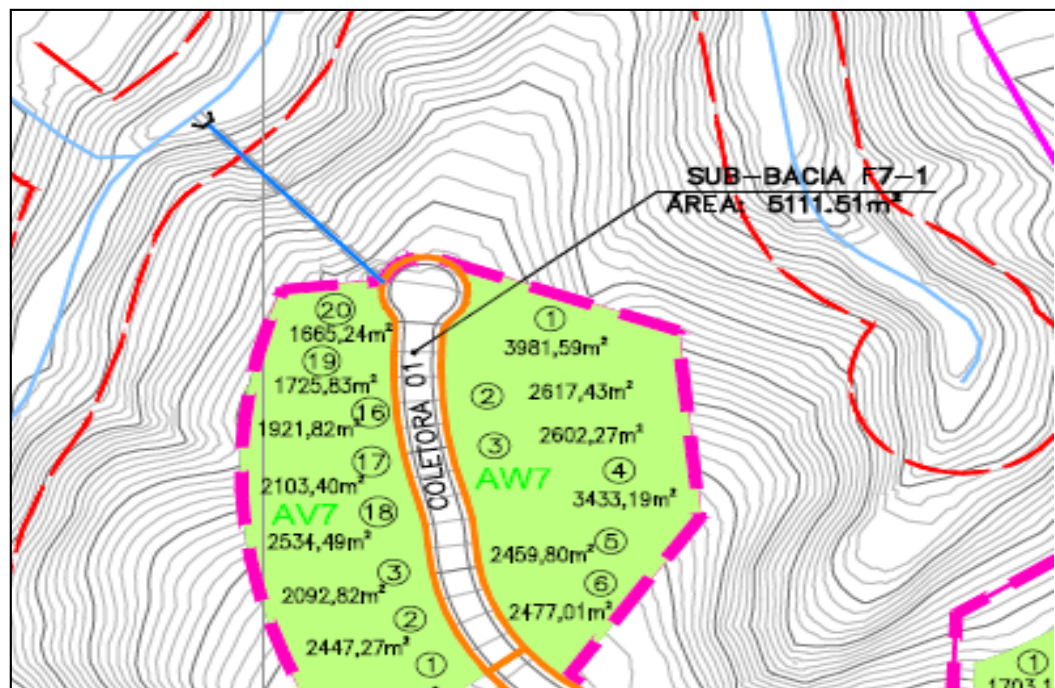 SUB-BACIA F7-1
ÁREA: 5111.51m²
COLETORA 01
20
1665,24m²
19
1725,83m²
16
1921,82m²
17
2103,40m²
AV7
18
2534,49m²
3
2092,82m²
2
2447,27m²
1
1
3981,59m²
2
2617,43m²
3
2602,27m²
AW7
4
3433,19m²
5
2459,80m²
6
2477,01m²
1
1703,1